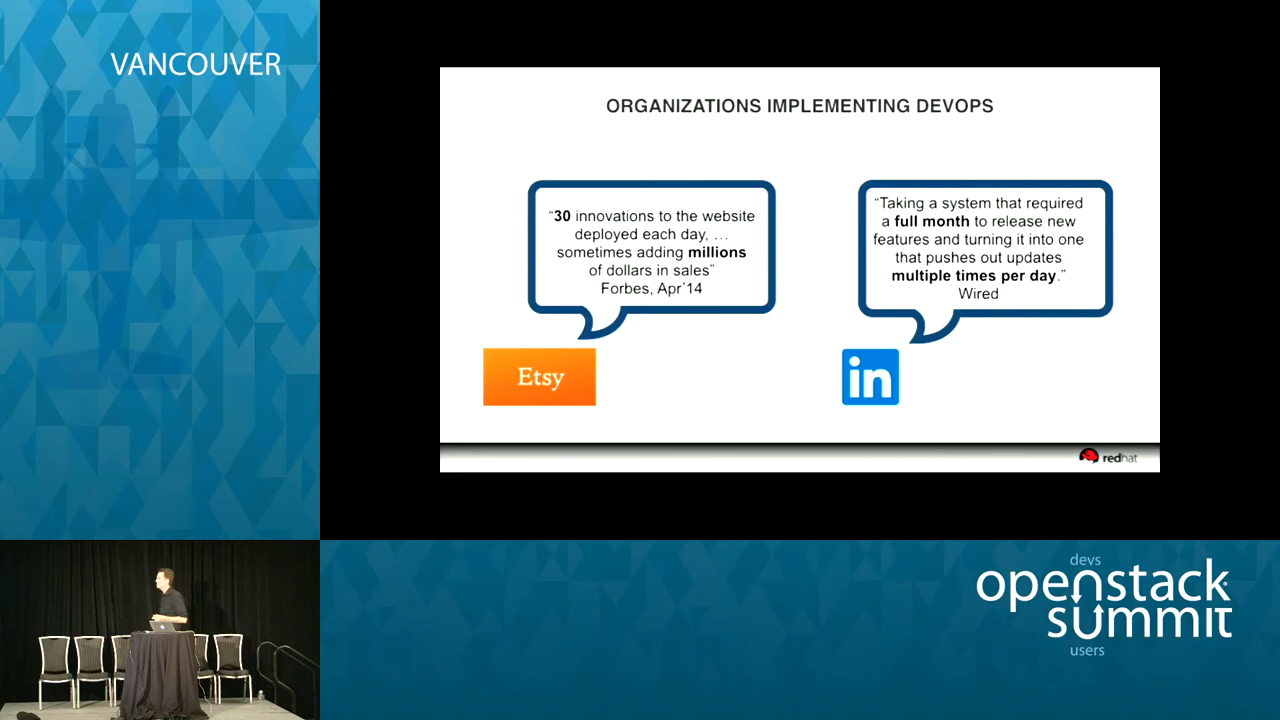 VANCOUVER
ORGANIZATIONS IMPLEMENTING DEVOPS
“30 innovations to the website
deployed each day, …
sometimes adding millions
of dollars in sales”
Forbes, Apr’14
“Taking a system that required
a full month to release new
features and turning it into one
that pushes out updates
multiple times per day.”
Wired
Etsy
in
redhat
devs
openstack
summit
users